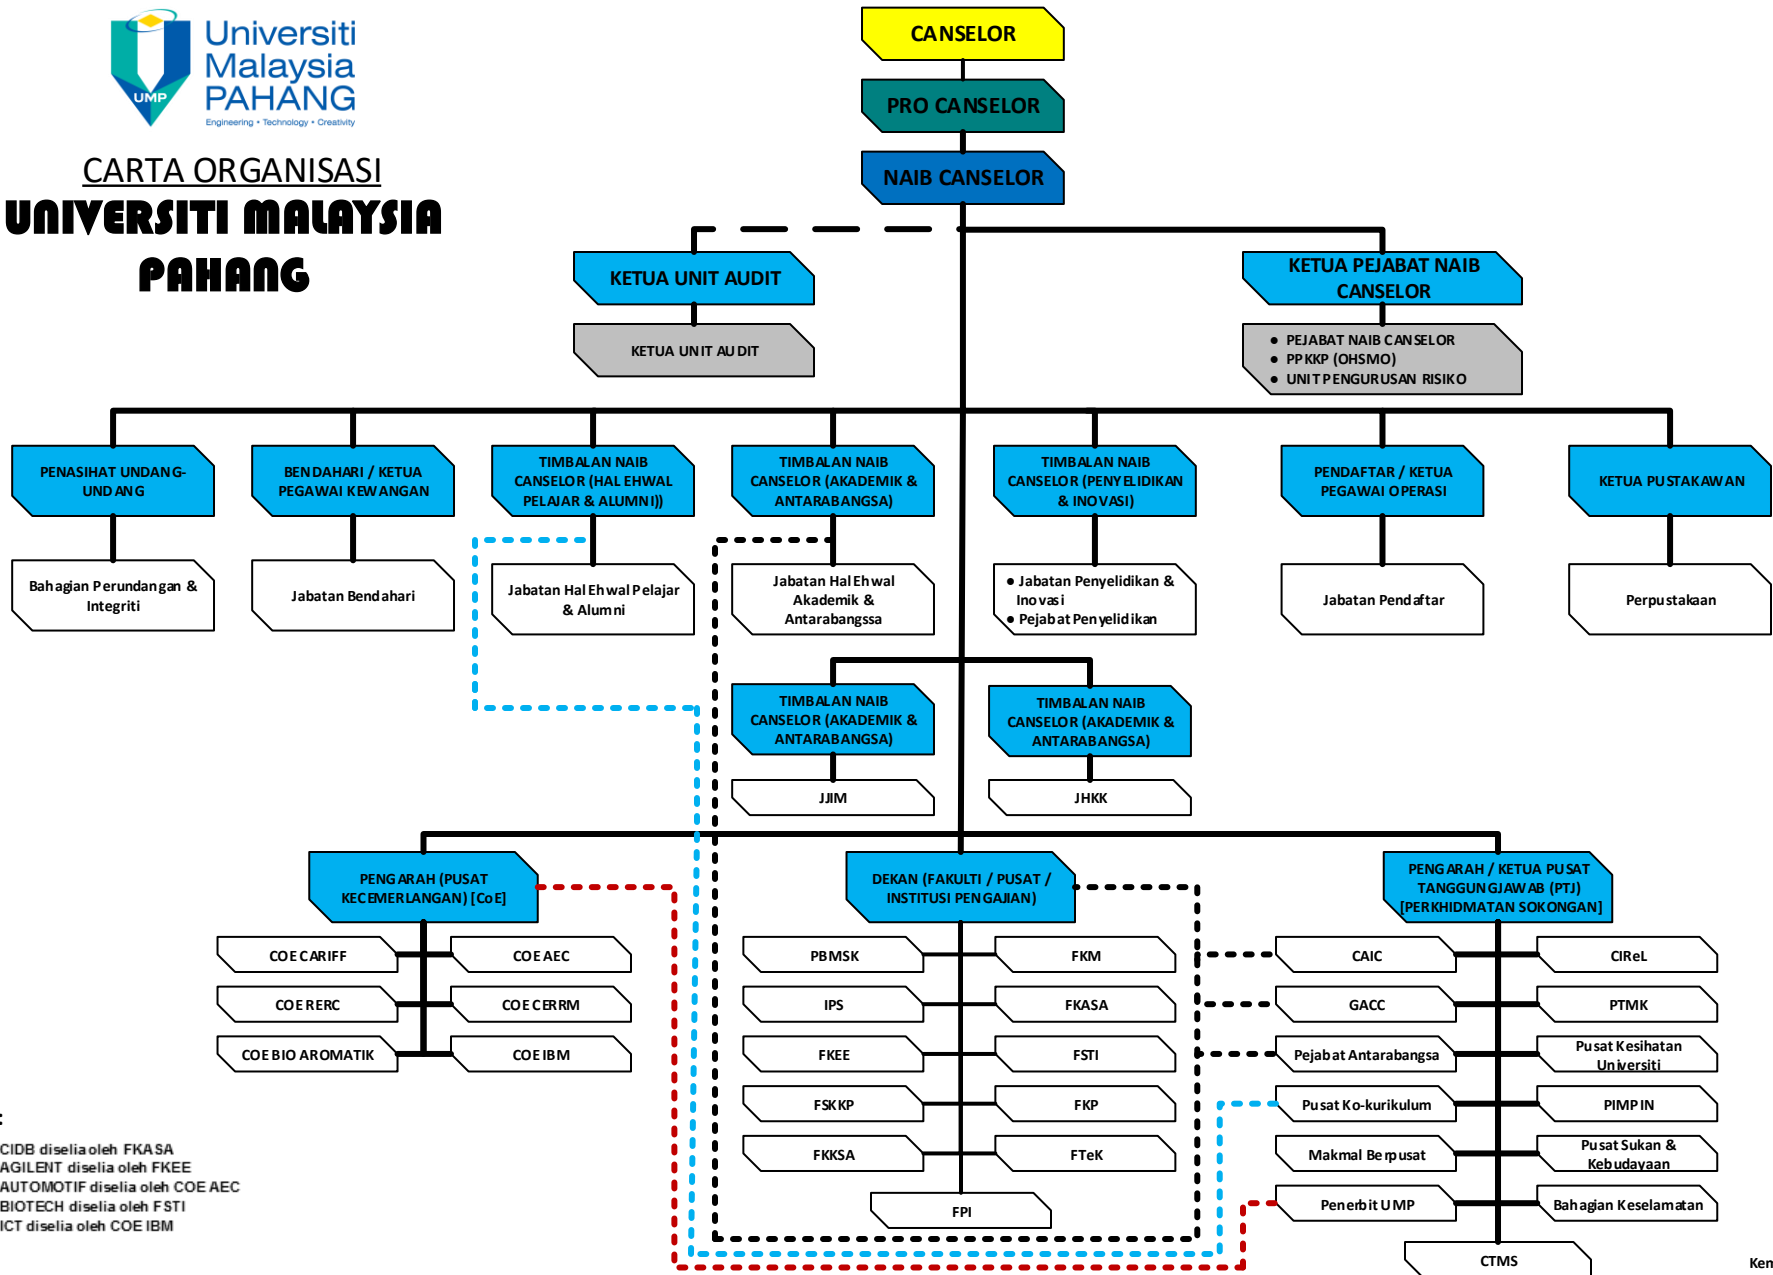 Universiti
Malaysia
PAHANG
Engineering • Technology • Creativity
UMP
CARTA ORGANISASI
UNIVERSITI MALAYSIA
PAHANG
CANSELOR
PRO CANSELOR
NAIB CANSELOR
KETUA UNIT AUDIT
KETUA PEJABAT NAIB
CANSELOR
KETUA UNIT AUDIT
● PEJABAT NAIB CANSELOR
● PPKKP (OHSMO)
● UNIT PENGURUSAN RISIKO
PENASIHAT UNDANG-
UNDANG
BENDAHARI / KETUA
PEGAWAI KEWANGAN
TIMBALAN NAIB
CANSELOR (HAL EHWAL
PELAJAR & ALUMNI))
TIMBALAN NAIB
CANSELOR (AKADEMIK &
ANTARABANGSA)
TIMBALAN NAIB
CANSELOR (PENYELIDIKAN
& INOVASI)
PENDAFTAR / KETUA
PEGAWAI OPERASI
KETUA PUSTAKAWAN
Bahagian Perundangan &
Integriti
Jabatan Bendahari
Jabatan Hal Ehwal Pelajar
& Alumni
Jabatan Hal Ehwal
Akademik &
Antarabangssa
● Jabatan Penyelidikan &
Inovasi
● Pejabat Penyelidikan
Jabatan Pendaftar
Perpustakaan
TIMBALAN NAIB
CANSELOR (AKADEMIK &
ANTARABANGSA)
TIMBALAN NAIB
CANSELOR (AKADEMIK &
ANTARABANGSA)
JJIM
JHKK
PENGARAH (PUSAT
KECEMERLANGAN) [CoE]
DEKAN (FAKULTI / PUSAT /
INSTITUSI PENGAJIAN)
PENGARAH / KETUA PUSAT
TANGGUNGJAWAB (PTJ)
[PERKHIDMATAN SOKONGAN]
COE CARIFF
COE AEC
COE RERC
COE CERRM
COE BIO AROMATIK
COE IBM
PBMSK
FKM
IPS
FKASA
FKEE
FSTI
FSKKP
FKP
FKKSA
FTeK
FPI
CAIC
CIReL
GACC
PTMK
Pejabat Antarabangsa
Pusat Kesihatan
Universiti
Pusat Ko-kurikulum
PIMPIN
Makmal Berpusat
Pusat Sukan &
Kebudayaan
Penerbit UMP
Bahagian Keselamatan
CTMS
:
CIDB diselia oleh FKASA
AGILENT diselia oleh FKEE
AUTOMOTIF diselia oleh COE AEC
BIOTECH diselia oleh FSTI
ICT diselia oleh COE IBM
Ken